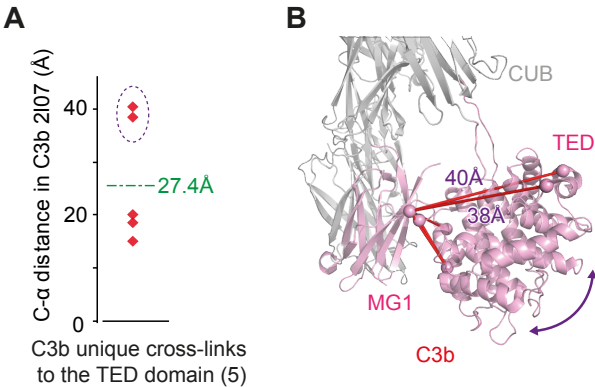 A
C-α distance in C3b 2I07 (Å)
40
27.4Å
20
0
C3b unique cross-links
to the TED domain (5)
B
CUB
TED
40Å
38Å
MG1
C3b